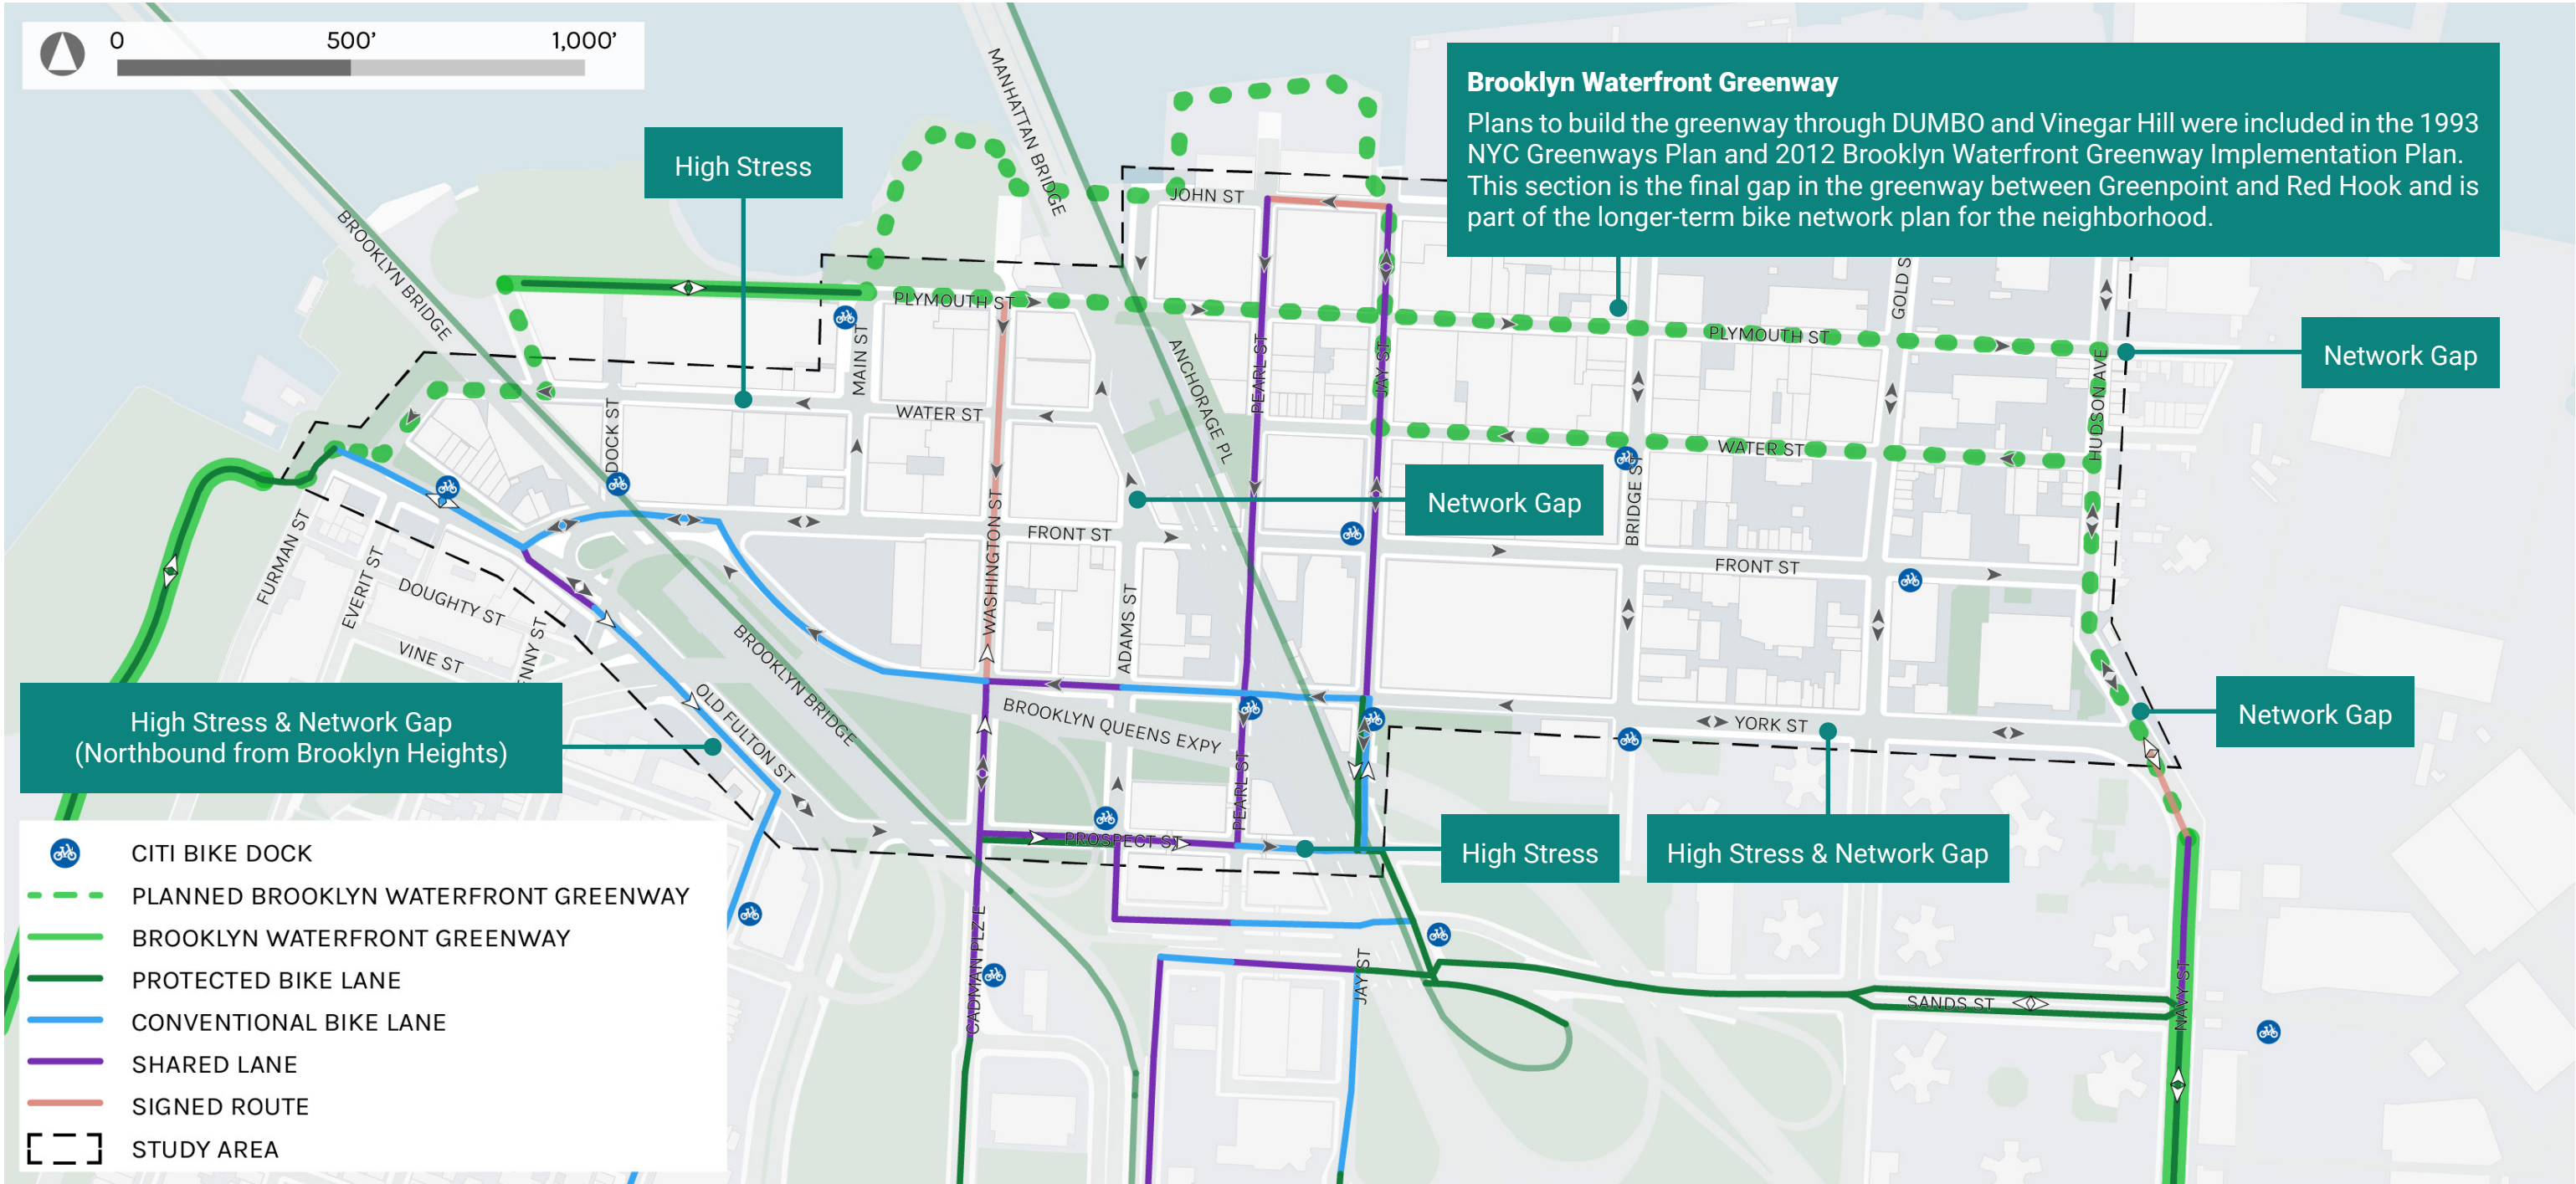 0 500' 1,000'
Brooklyn Waterfront Greenway
Plans to build the greenway through DUMBO and Vinegar Hill were included in the 1993
NYC Greenways Plan and 2012 Brooklyn Waterfront Greenway Implementation Plan.
This section is the final gap in the greenway between Greenpoint and Red Hook and is
part of the longer-term bike network plan for the neighborhood.
MANHATTAN BRIDGE
High Stress
JOHN ST
BROOKLYN BRIDGE
PLYMOUTH ST
GOLD S
PLYMOUTH ST
Network Gap
MAIN ST
ANCHORAGE PL
PEARL ST
JAY ST
HUDSON AVE
WATER ST
WATER ST
DOCK ST
BRIDGE ST
Network Gap
WASHINGTON ST
FRONT ST
FRONT ST
FURMAN ST
EVERIT ST
DOUGHTY ST
VINE ST
NNY ST
ADAMS ST
BROOKLYN BRIDGE
OLD FULTON ST
High Stress & Network Gap
(Northbound from Brooklyn Heights)
BROOKLYN QUEENS EXPY
YORK ST
Network Gap
PEARL ST
PROSPECT ST
High Stress
High Stress & Network Gap
CADMAN PLZ E
JAY ST
SANDS ST
NAVY ST
CITI BIKE DOCK
PLANNED BROOKLYN WATERFRONT GREENWAY
BROOKLYN WATERFRONT GREENWAY
PROTECTED BIKE LANE
CONVENTIONAL BIKE LANE
SHARED LANE
SIGNED ROUTE
STUDY AREA